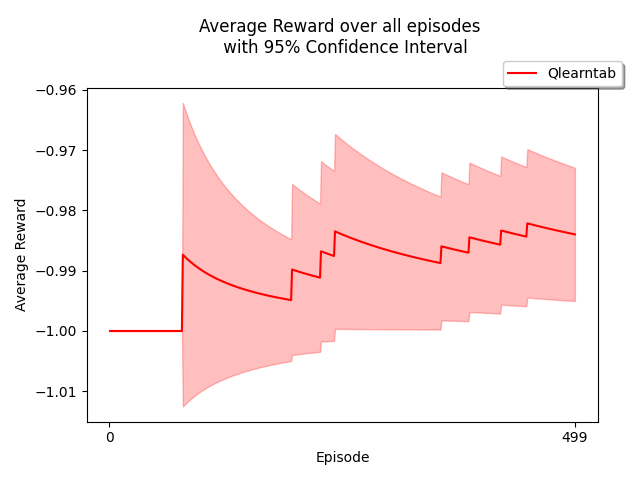 Average Reward over all episodes
with 95% Confidence Interval
Qlearntab
−0.96
−0.97
−0.98
−0.99
−1.00
−1.01
Average Reward
0
499
Episode